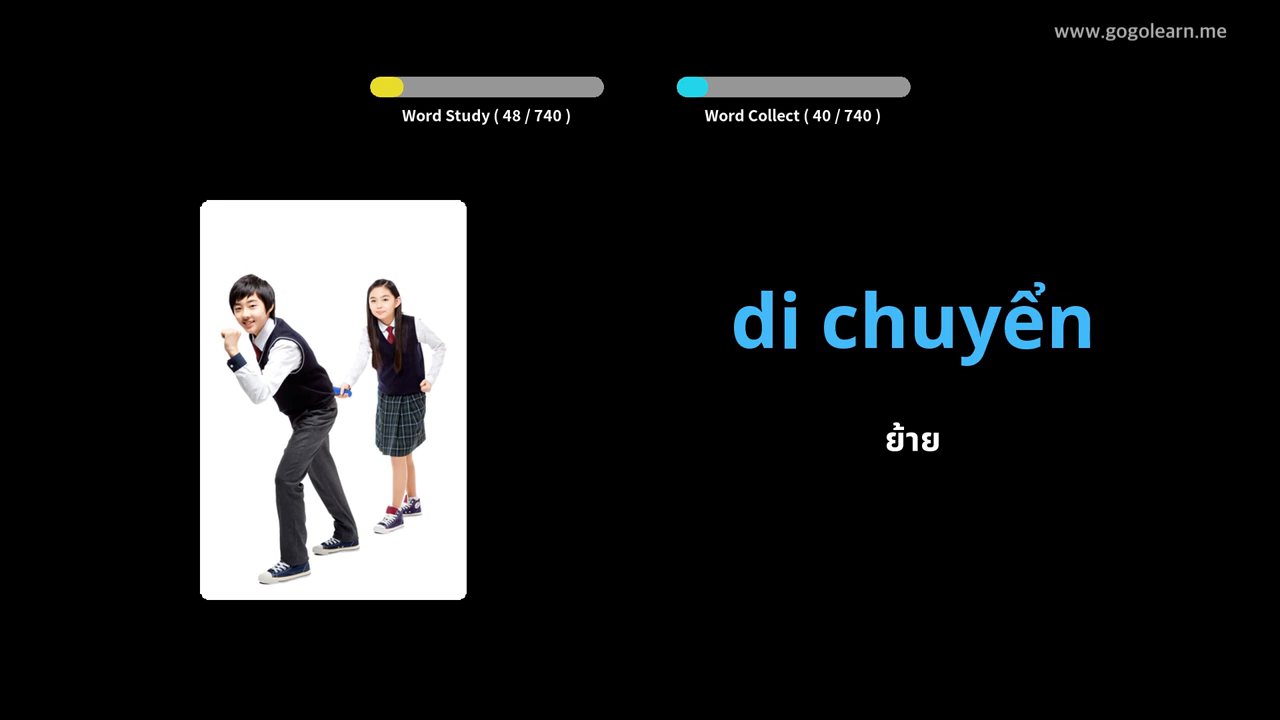 www.gogolearn.me
Word Study ( 48 / 740 )
Word Collect ( 40 / 740 )
di chuyển
ย้าย